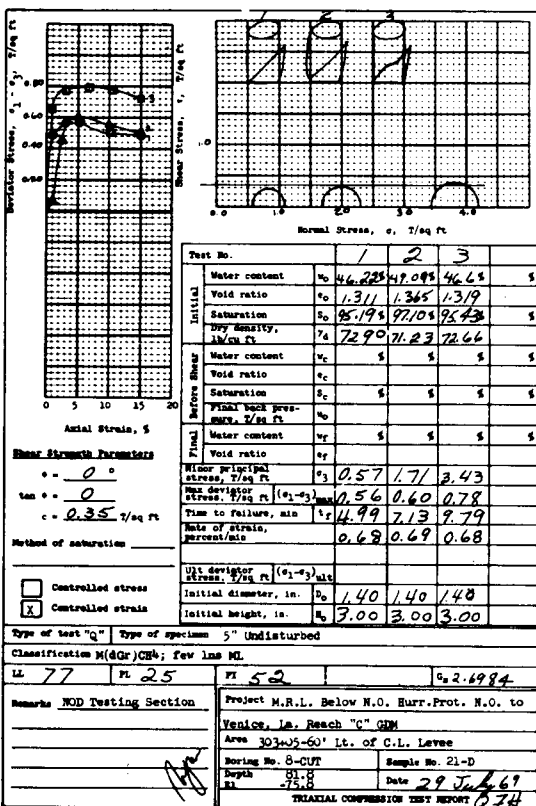 1 2 3
Deviator Stress, σ1 - σ3, T/sq ft
0.80
0.60
0.40
0 5 10 15 20
Axial Strain, %
Shear Stress, τ, T/sq ft
1.0
0.0 1.0 2.0 3.0 4.0
Normal Stress, σ, T/sq ft
Shear Strength Parameters
φ = 0 °
tan φ = 0
c = 0.35 T/sq ft
Method of saturation
Controlled stress
X Controlled strain
Test No. 1 2 3
Initial
Water content w0 46.22% 49.09% 46.6% %
Void ratio e0 1.311 1.365 1.319
Saturation S0 95.19% 97.10% 95.43% %
Dry density, lb/cu ft γd 72.90 71.23 72.66
Before Shear
Water content wc % % % %
Void ratio ec
Saturation Sc % % % %
Final back pressure, T/sq ft u0
Final
Water content wf % % % %
Void ratio ef
Minor principal stress, T/sq ft σ3 0.57 1.71 3.43
Max deviator stress, T/sq ft (σ1-σ3)max 0.56 0.60 0.78
Time to failure, min tf 4.99 7.13 9.79
Rate of strain, percent/min 0.68 0.69 0.68
Ult deviator stress, T/sq ft (σ1-σ3)ult
Initial diameter, in. D0 1.40 1.40 1.40
Initial height, in. H0 3.00 3.00 3.00
Type of test "Q" Type of specimen 5" Undisturbed
Classification M(dGr)CH4; few lns ML
LL 77 PL 25 PI 52 Gs 2.6984
Remarks NOD Testing Section
Project M.R.L. Below N.O. Hurr.Prot. N.O. to
Venice, La. Reach "C" GDM
Area 303+05-60' Lt. of C.L. Levee
Boring No. 8-CUT Sample No. 21-D
Depth 81.8
El -75.8 Date 29 July 69
TRIAXIAL COMPRESSION TEST REPORT